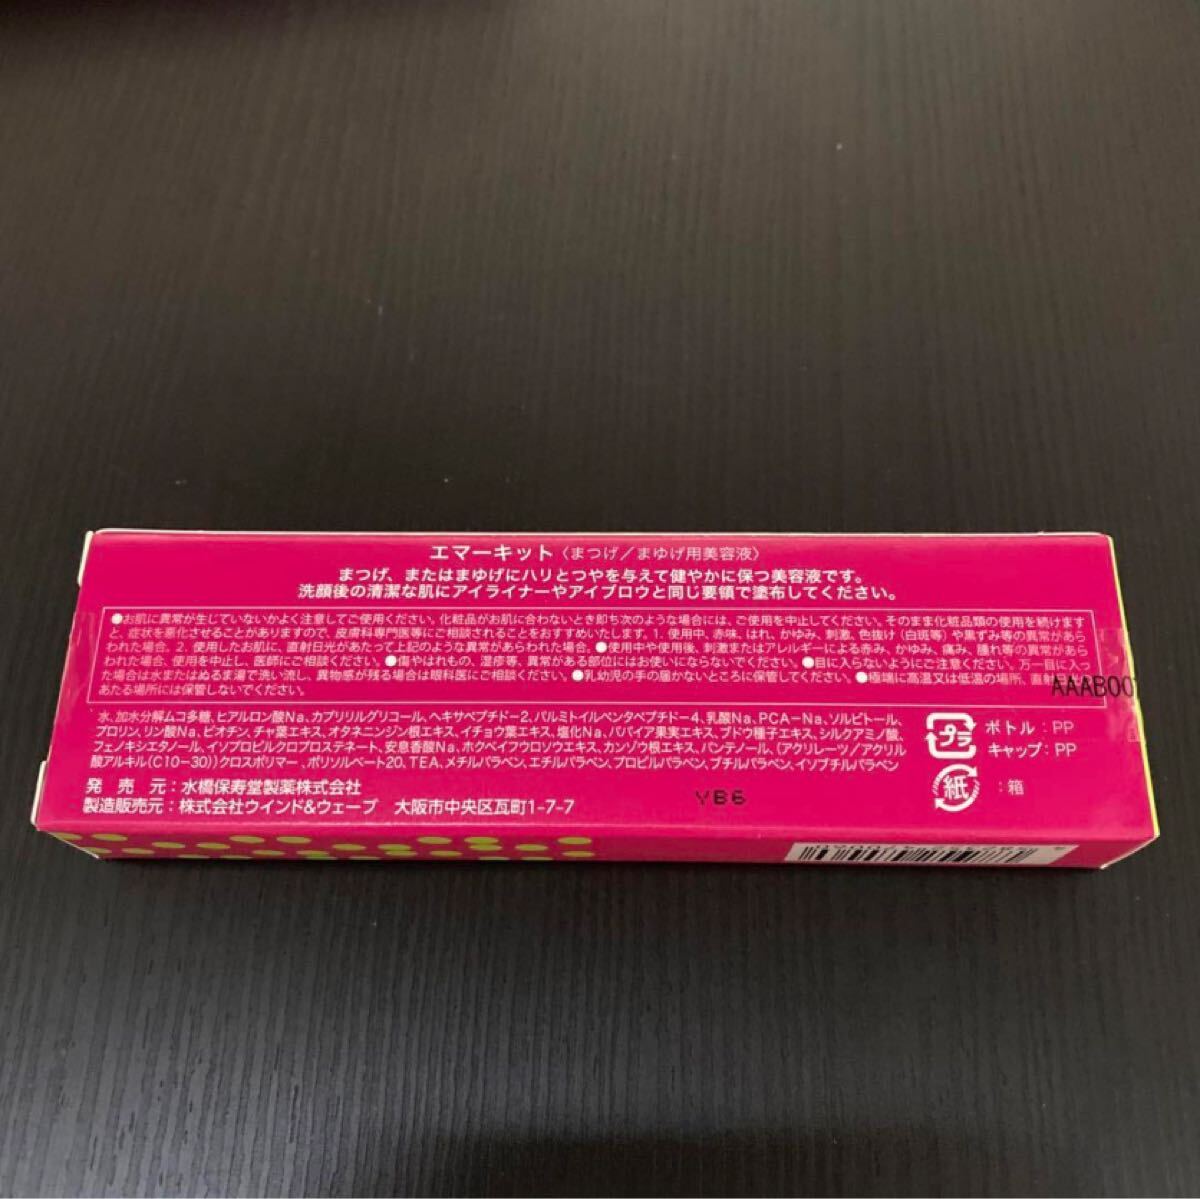 エマーキット〈まつげ/まゆげ用美容液〉
まつげ、またはまゆげにハリとつやを与えて健やかに保つ美容液です。
洗顔後の清潔な肌にアイライナーやアイブロウと同じ要領で塗布してください。
●お肌に異常が生じていないかよく注意してご使用ください。化粧品がお肌に合わないとき即ち次のような場合には、ご使用を中止してください。そのまま化粧品類の使用を続けます
と、症状を悪化させることがありますので、皮膚科専門医等にご相談されることをおすすめいたします。1. 使用中、赤味、はれ、かゆみ、刺激、色抜け(白斑等)や黒ずみ等の異常があら
われた場合。2. 使用したお肌に、直射日光があたって上記のような異常があらわれた場合。●使用中や使用後、刺激またはアレルギーによる赤み、かゆみ、痛み、腫れ等の異常があら
われた場合、使用を中止し、医師にご相談ください。●傷やはれもの、湿疹等、異常がある部位にはお使いにならないでください。●目に入らないようにご注意ください。万一目に入っ
た場合は水またはぬるま湯で洗い流し、異物感が残る場合は眼科医にご相談ください。●乳幼児の手の届かないところに保管してください。●極端に高温又は低温の場所、直射
あたる場所には保管しないでください。
AAAB00
水、加水分解ムコ多糖、ヒアルロン酸Na、カプリリルグリコール、ヘキサペプチド-2、パルミトイルペンタペプチド-4、乳酸Na、PCA-Na、ソルビトール、
プロリン、リン酸Na、ビオチン、チャ葉エキス、オタネニンジン根エキス、イチョウ葉エキス、塩化Na、パパイア果実エキス、ブドウ種子エキス、シルクアミノ酸、
フェノキシエタノール、イソプロピルクロプロステネート、安息香酸Na、ホクベイフウロソウエキス、カンゾウ根エキス、パンテノール、(アクリレーツ/アクリル
酸アルキル(C10-30))クロスポリマー、ポリソルベート20、TEA、メチルパラベン、エチルパラベン、プロピルパラベン、ブチルパラベン、イソブチルパラベン
プラ
ボトル:PP
キャップ:PP
紙
:箱
発 売 元:水橋保寿堂製薬株式会社
製造販売元:株式会社ウインド&ウェーブ 大阪市中央区瓦町1-7-7
YB6